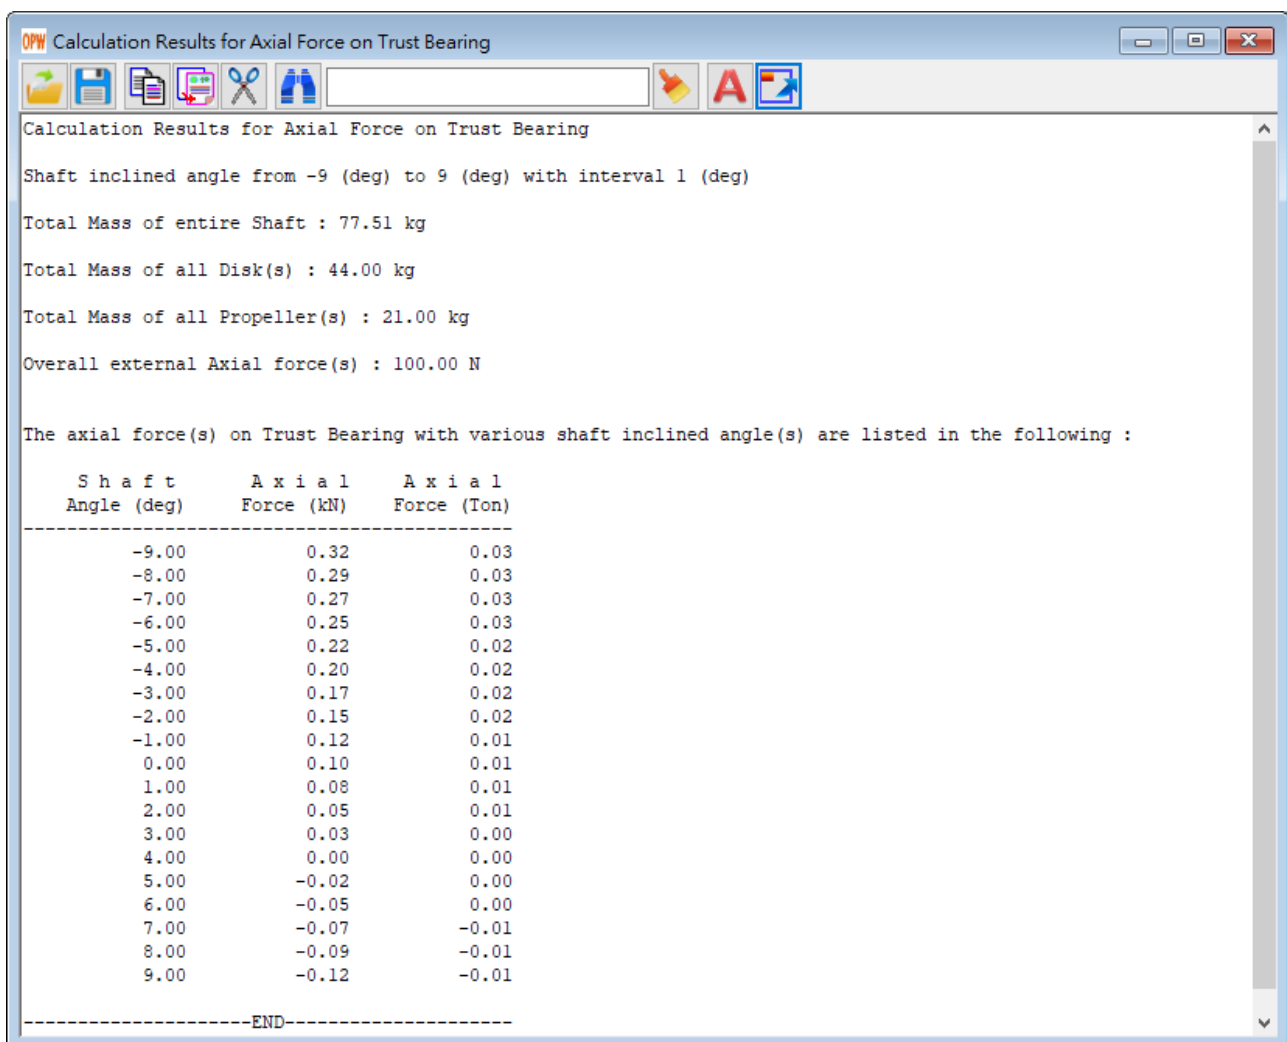 OPW Calculation Results for Axial Force on Trust Bearing
A
Calculation Results for Axial Force on Trust Bearing
Shaft inclined angle from -9 (deg) to 9 (deg) with interval 1 (deg)
Total Mass of entire Shaft : 77.51 kg
Total Mass of all Disk(s) : 44.00 kg
Total Mass of all Propeller(s) : 21.00 kg
Overall external Axial force(s) : 100.00 N
The axial force(s) on Trust Bearing with various shaft inclined angle(s) are listed in the following :
S h a f t A x i a l A x i a l
Angle (deg) Force (kN) Force (Ton)
---------------------------------------------
-9.00 0.32 0.03
-8.00 0.29 0.03
-7.00 0.27 0.03
-6.00 0.25 0.03
-5.00 0.22 0.02
-4.00 0.20 0.02
-3.00 0.17 0.02
-2.00 0.15 0.02
-1.00 0.12 0.01
0.00 0.10 0.01
1.00 0.08 0.01
2.00 0.05 0.01
3.00 0.03 0.00
4.00 0.00 0.00
5.00 -0.02 0.00
6.00 -0.05 0.00
7.00 -0.07 -0.01
8.00 -0.09 -0.01
9.00 -0.12 -0.01
---------------------END---------------------